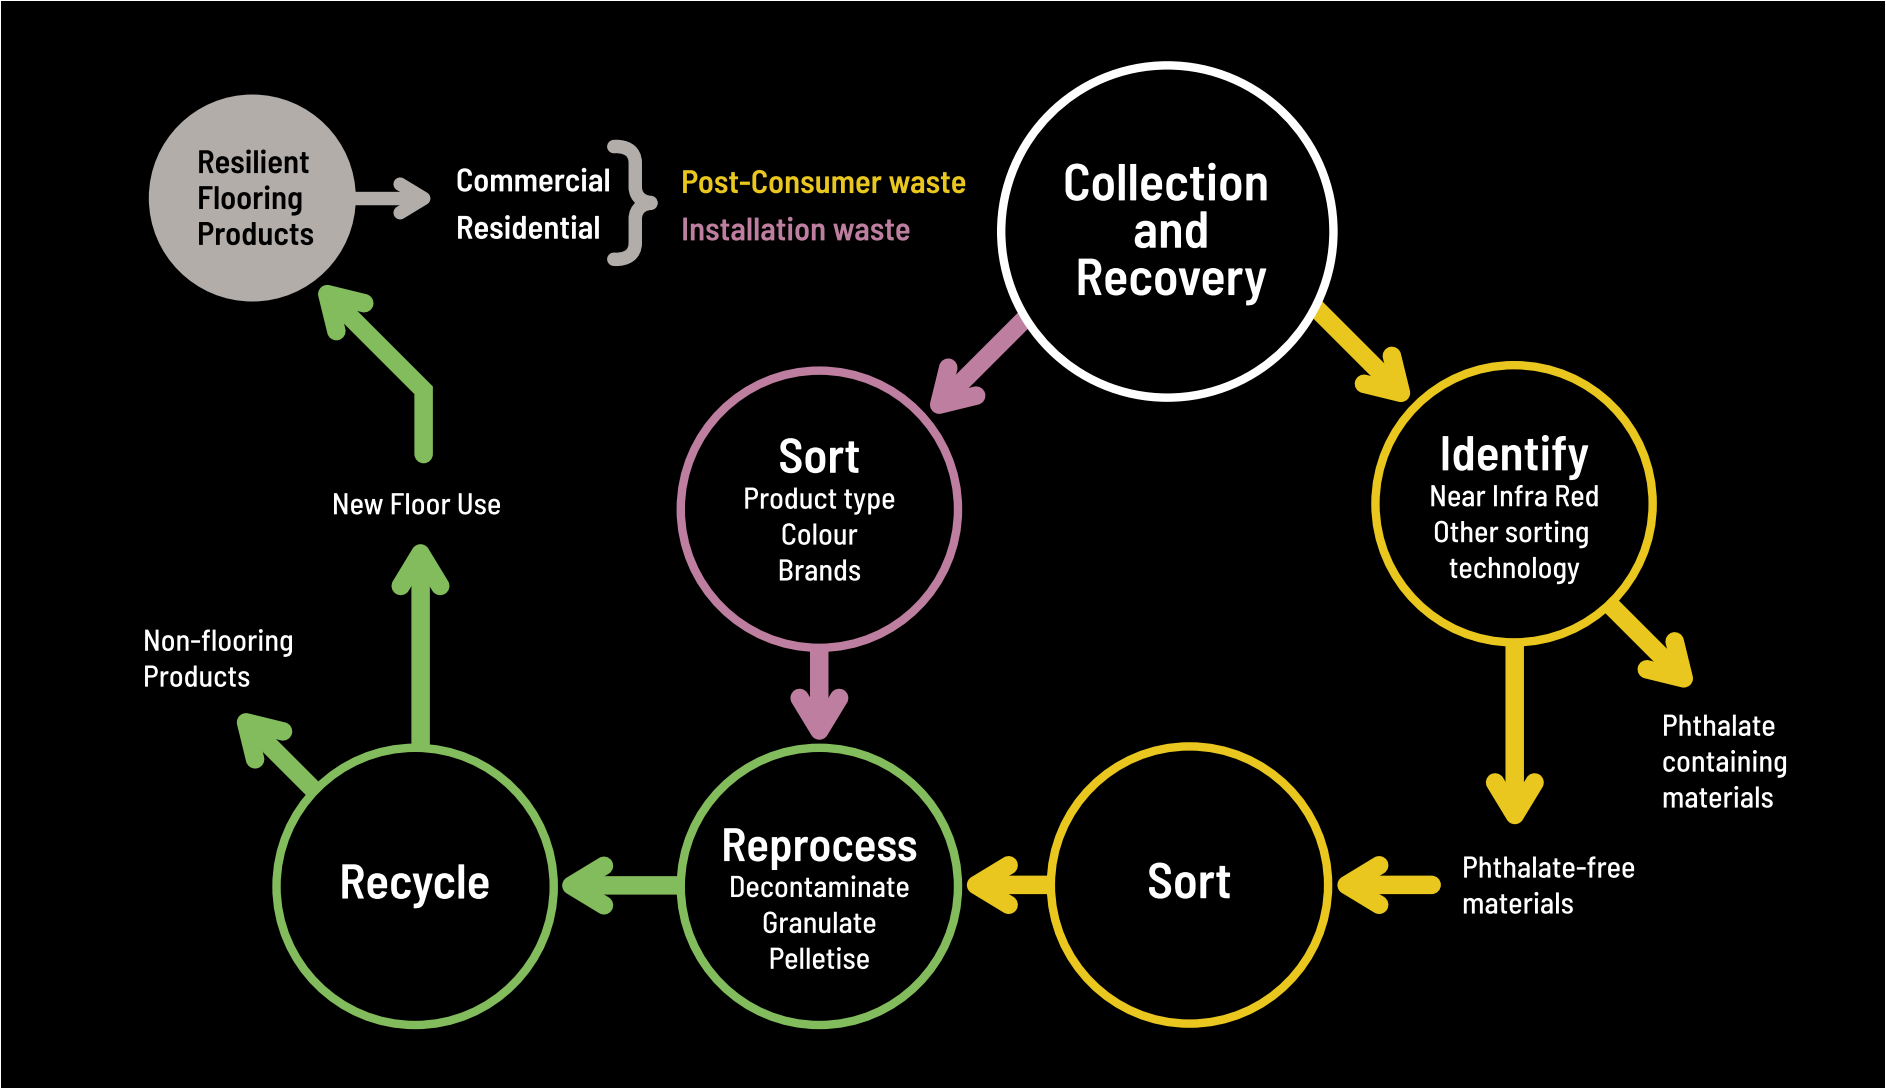 Resilient
Flooring
Products
Commercial
Residential
Post-Consumer waste
Installation waste
Collection
and
Recovery
Sort
Product type
Colour
Brands
Identify
Near Infra Red
Other sorting
technology
New Floor Use
Non-flooring
Products
Phthalate
containing
materials
Recycle
Reprocess
Decontaminate
Granulate
Pelletise
Sort
Phthalate-free
materials